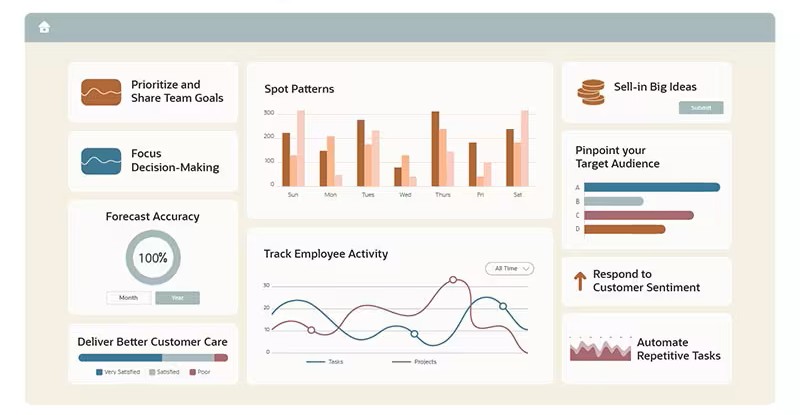 Prioritize and
Share Team Goals
Focus
Decision-Making
Forecast Accuracy
100%
Month
Year
Deliver Better Customer Care
Very Satisfied
Satisfied
Poor
Spot Patterns
300
200
100
0
Sun
Mon
Tues
Wed
Thurs
Fri
Sat
Track Employee Activity
All Time
30
20
10
0
Tasks
Projects
Sell-in Big Ideas
Submit
Pinpoint your
Target Audience
A
B
C
D
Respond to
Customer Sentiment
Automate
Repetitive Tasks